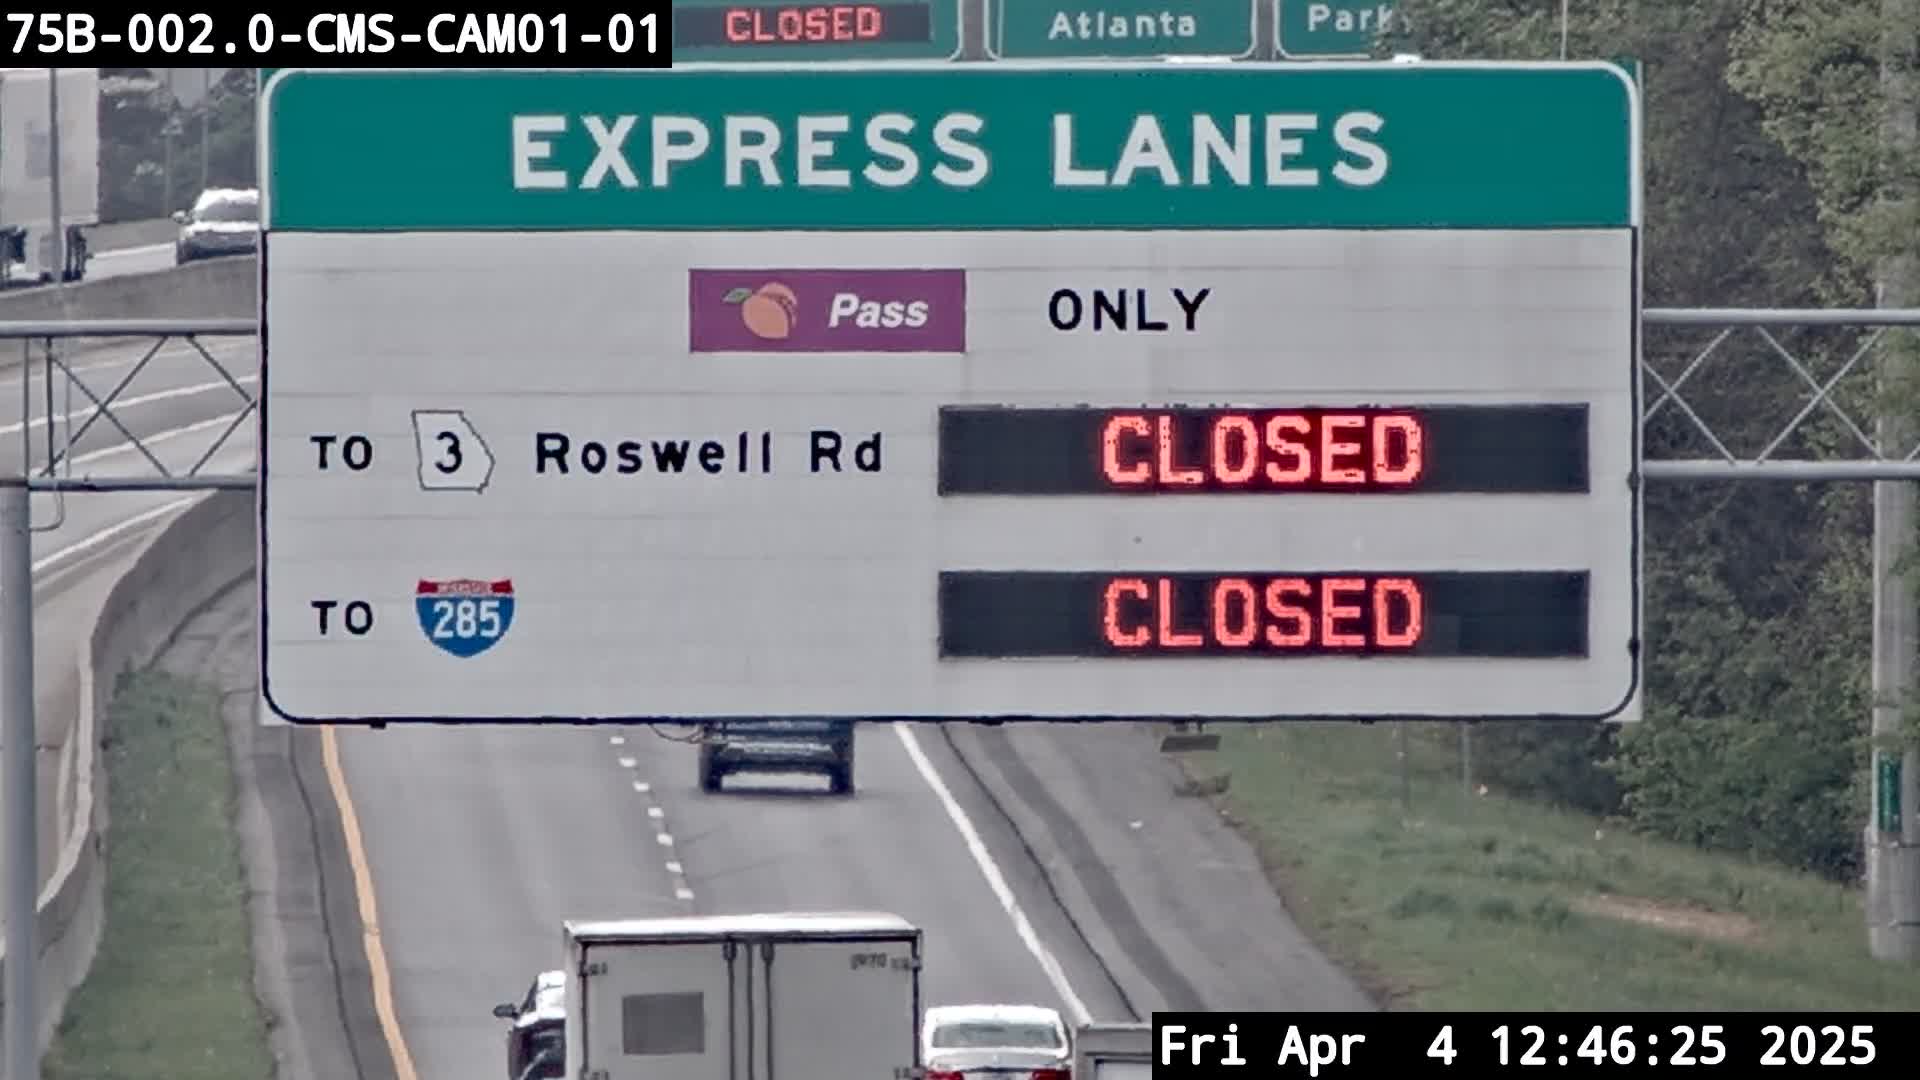 75B-002.0-CMS-CAM01-01
CLOSED
Atlanta
EXPRESS LANES
Pass ONLY
TO 3 Roswell Rd CLOSED
TO 285 CLOSED
Fri Apr 4 12:46:25 2025